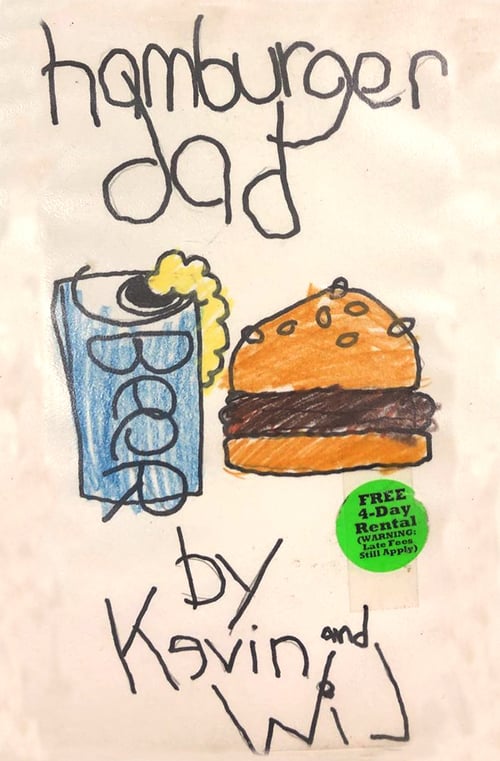 hamburger
dad
BeeR
FREE
4-Day
Rental
(WARNING:
Late Fees
Still Apply)
by
Kevin and
Wil